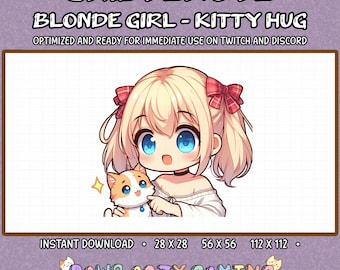 BLONDE GIRL - KITTY HUG
OPTIMIZED AND READY FOR IMMEDIATE USE ON TWITCH AND DISCORD
INSTANT DOWNLOAD • 28 X 28 56 X 56 112 X 112 •